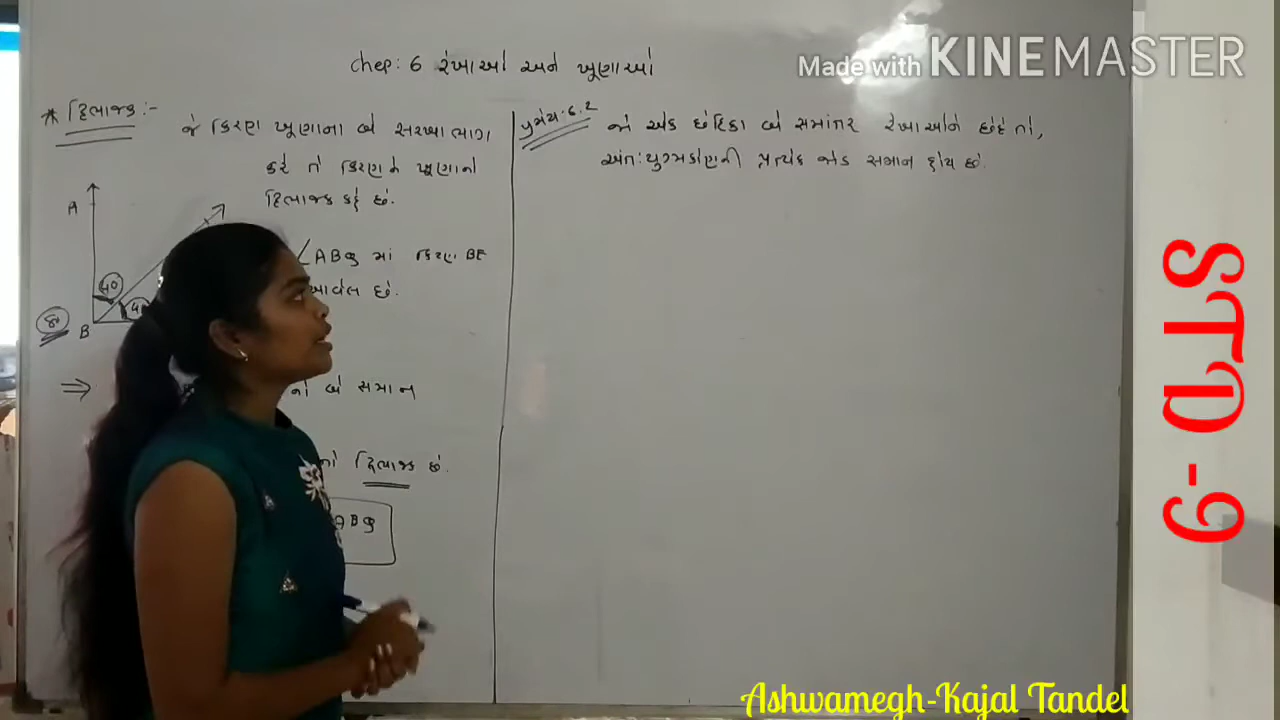 Made with KINEMASTER
chep: 6 રેખાઓ અને ખૂણાઓ
* દ્વિભાજક :-
જે કિરણ ખૂણાના બે સરખા ભાગ
કરે તે કિરણને ખૂણાનો
દ્વિભાજક કહે છે.
A
B
40
∠ABC માં કિરણ BE
આવેલ છે.
⇒
નો બે સમાન
નો દ્વિભાજક છે.
ABC
પ્રમેય:6.2
જો એક છેદિકા બે સમાંતર રેખાઓને છેદે તો,
અંત:યુગ્મકોણની પ્રત્યેક જોડ સમાન હોય છે.
STD-9
Ashwamegh-Kajal Tandel